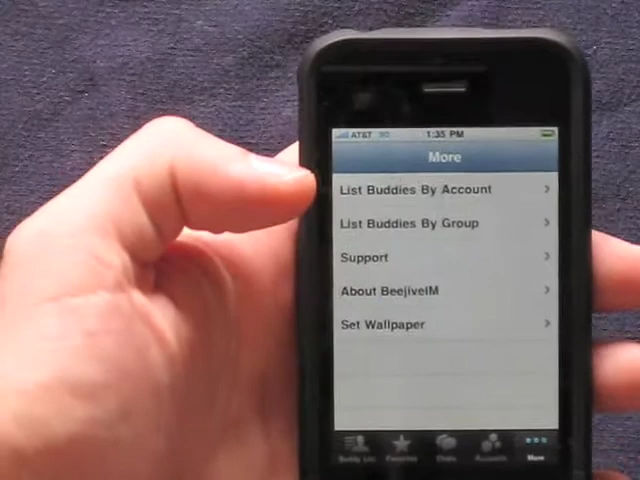 AT&T 3G 1:35 PM
More
List Buddies By Account
List Buddies By Group
Support
About BeejiveIM
Set Wallpaper
Buddy List Favorites Chats Accounts More